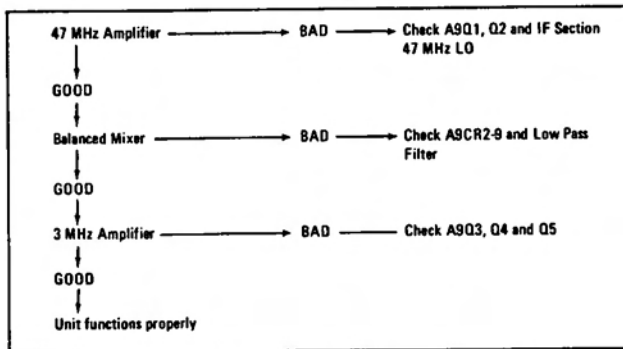 47 MHz Amplifier BAD Check A9Q1, Q2 and IF Section
47 MHz LO
GOOD
Balanced Mixer BAD Check A9CR2-9 and Low Pass
Filter
GOOD
3 MHz Amplifier BAD Check A9Q3, Q4 and Q5
GOOD
Unit functions properly